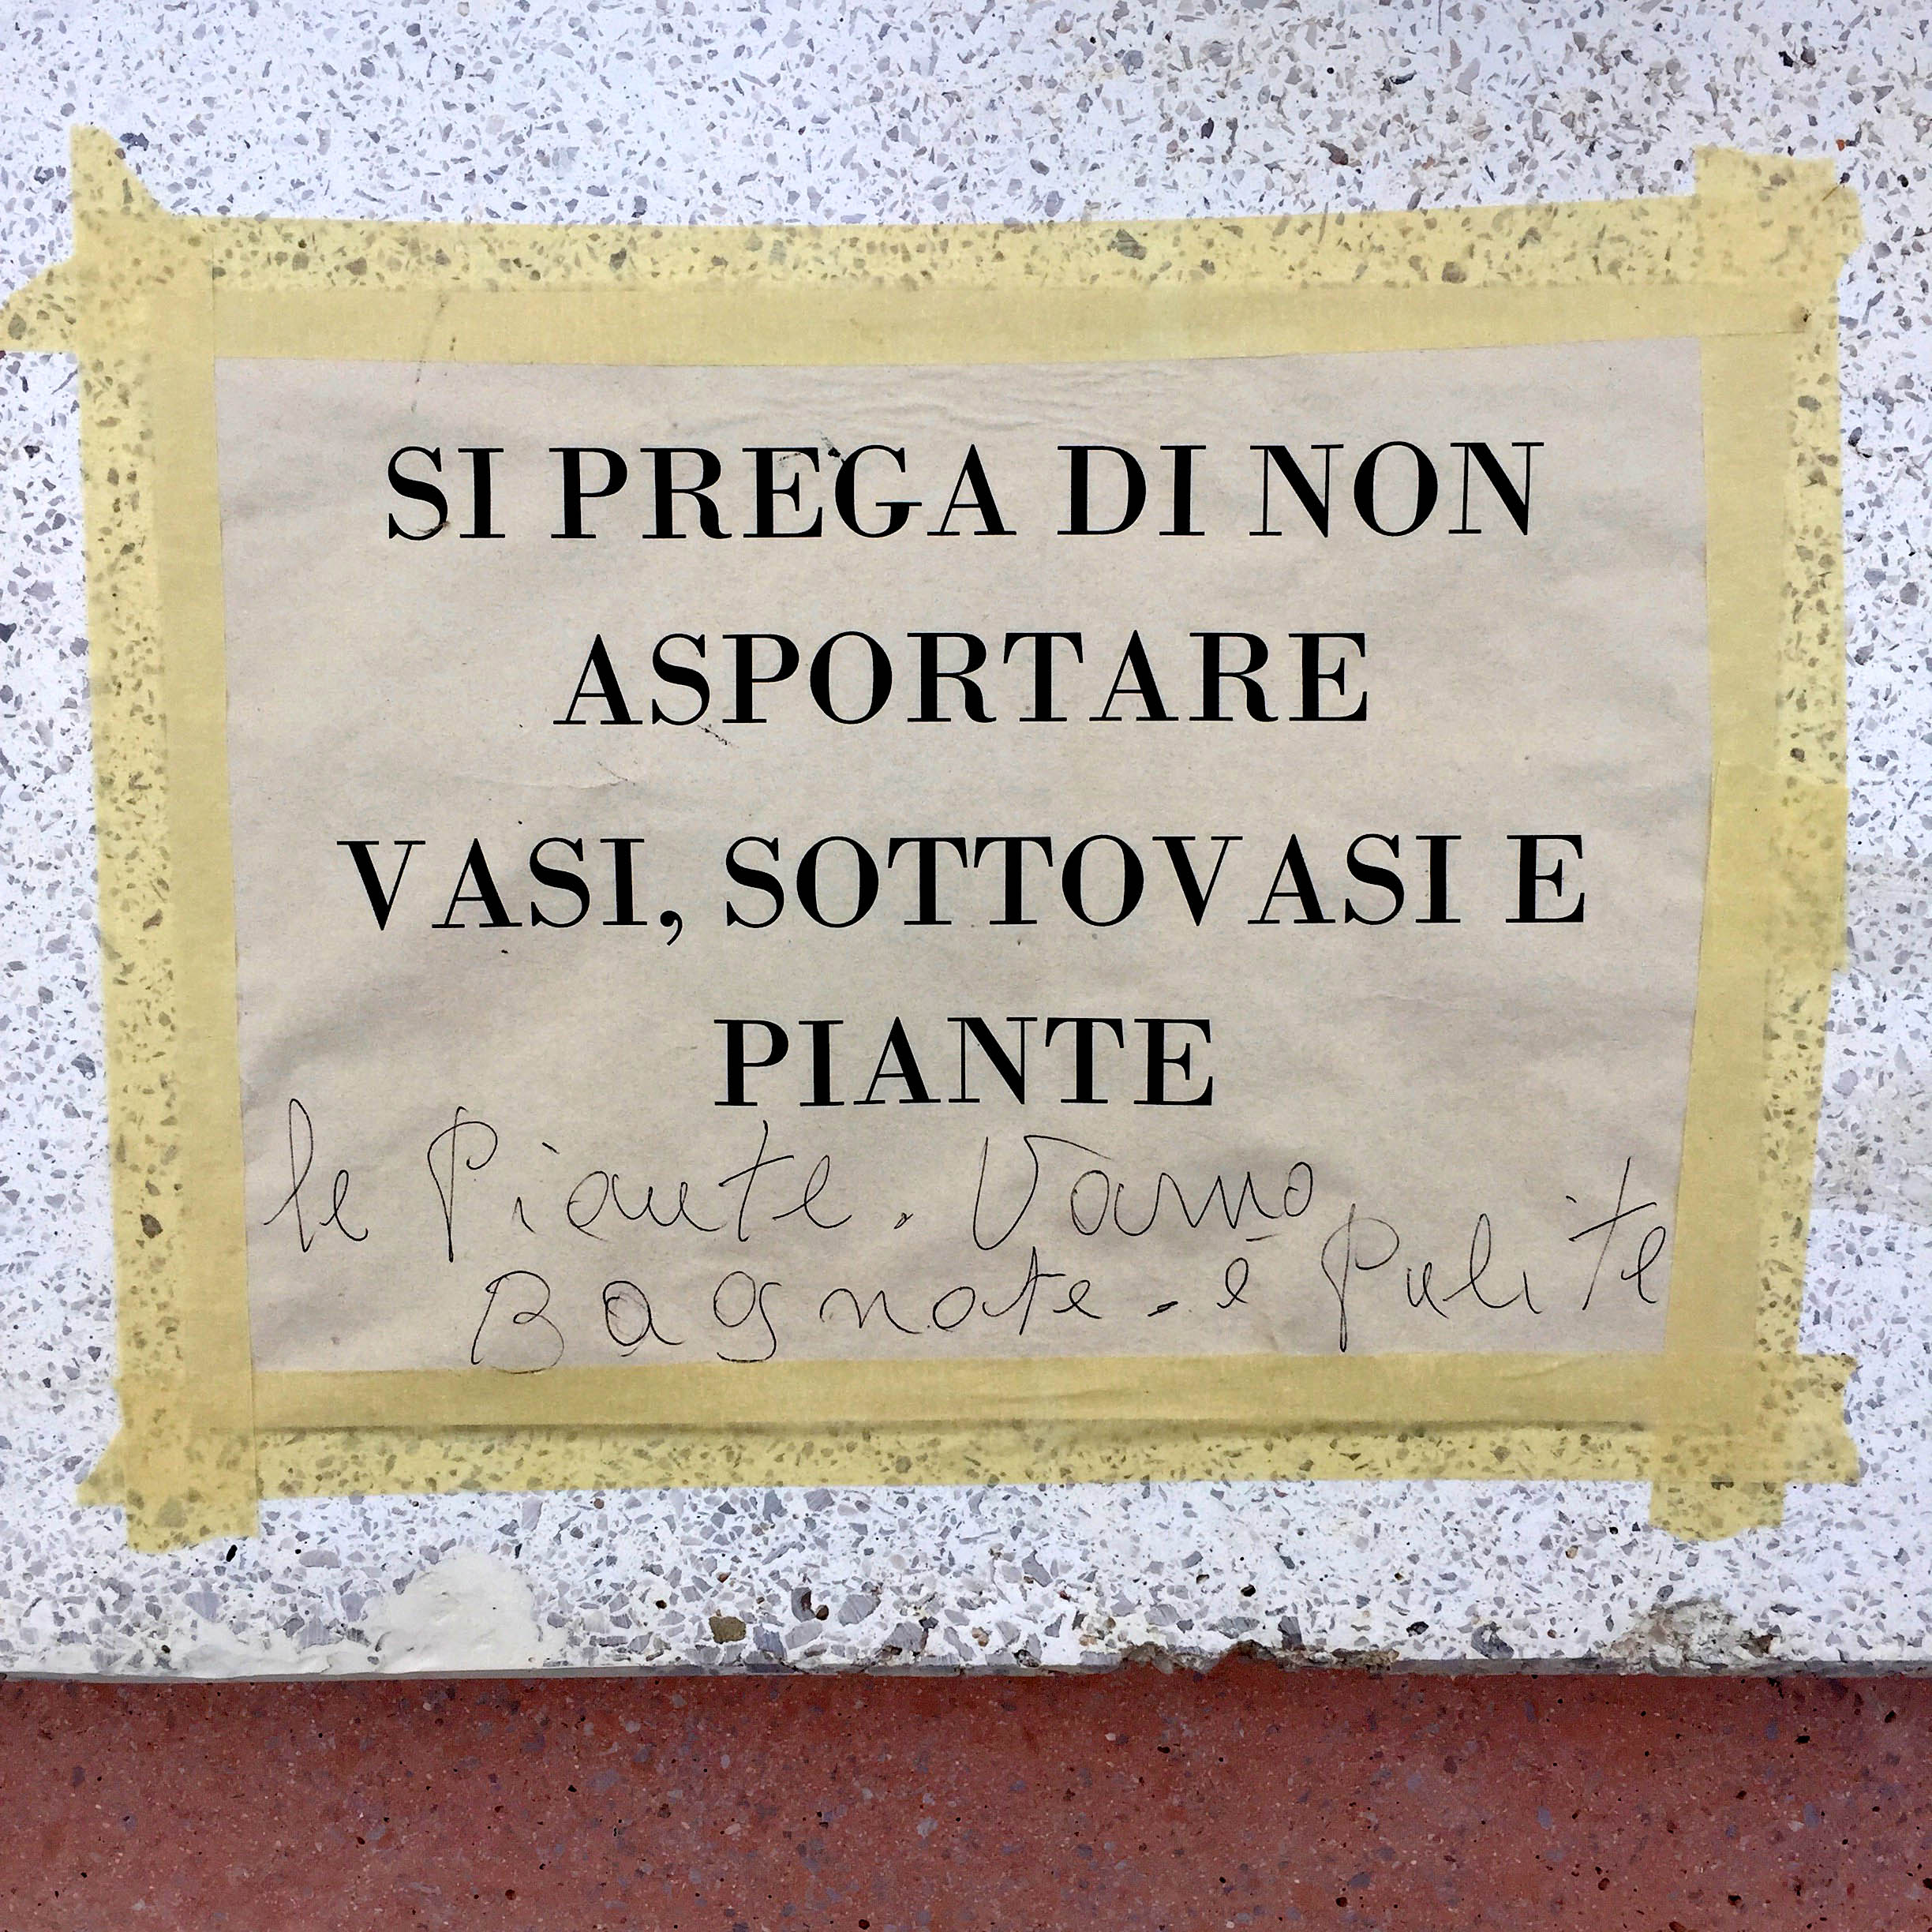 SI PREGA DI NON
ASPORTARE
VASI, SOTTOVASI E
PIANTE
le Piante. Vanno
Bagnate. e Pulite